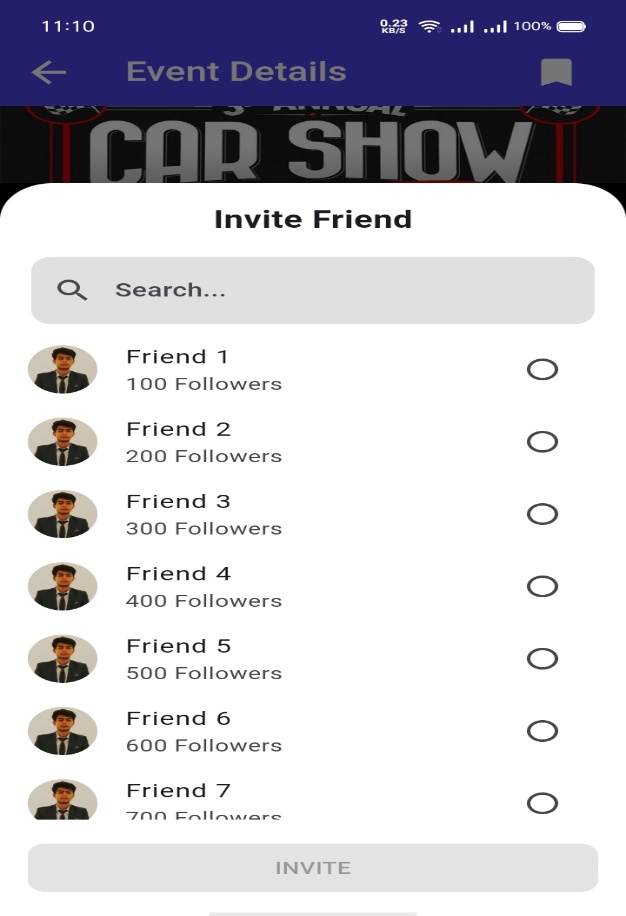 11:10
0.23 KB/S
100%
Event Details
ANNUAL
CAR SHOW
Invite Friend
Search...
Friend 1
100 Followers
Friend 2
200 Followers
Friend 3
300 Followers
Friend 4
400 Followers
Friend 5
500 Followers
Friend 6
600 Followers
Friend 7
700 Followers
INVITE